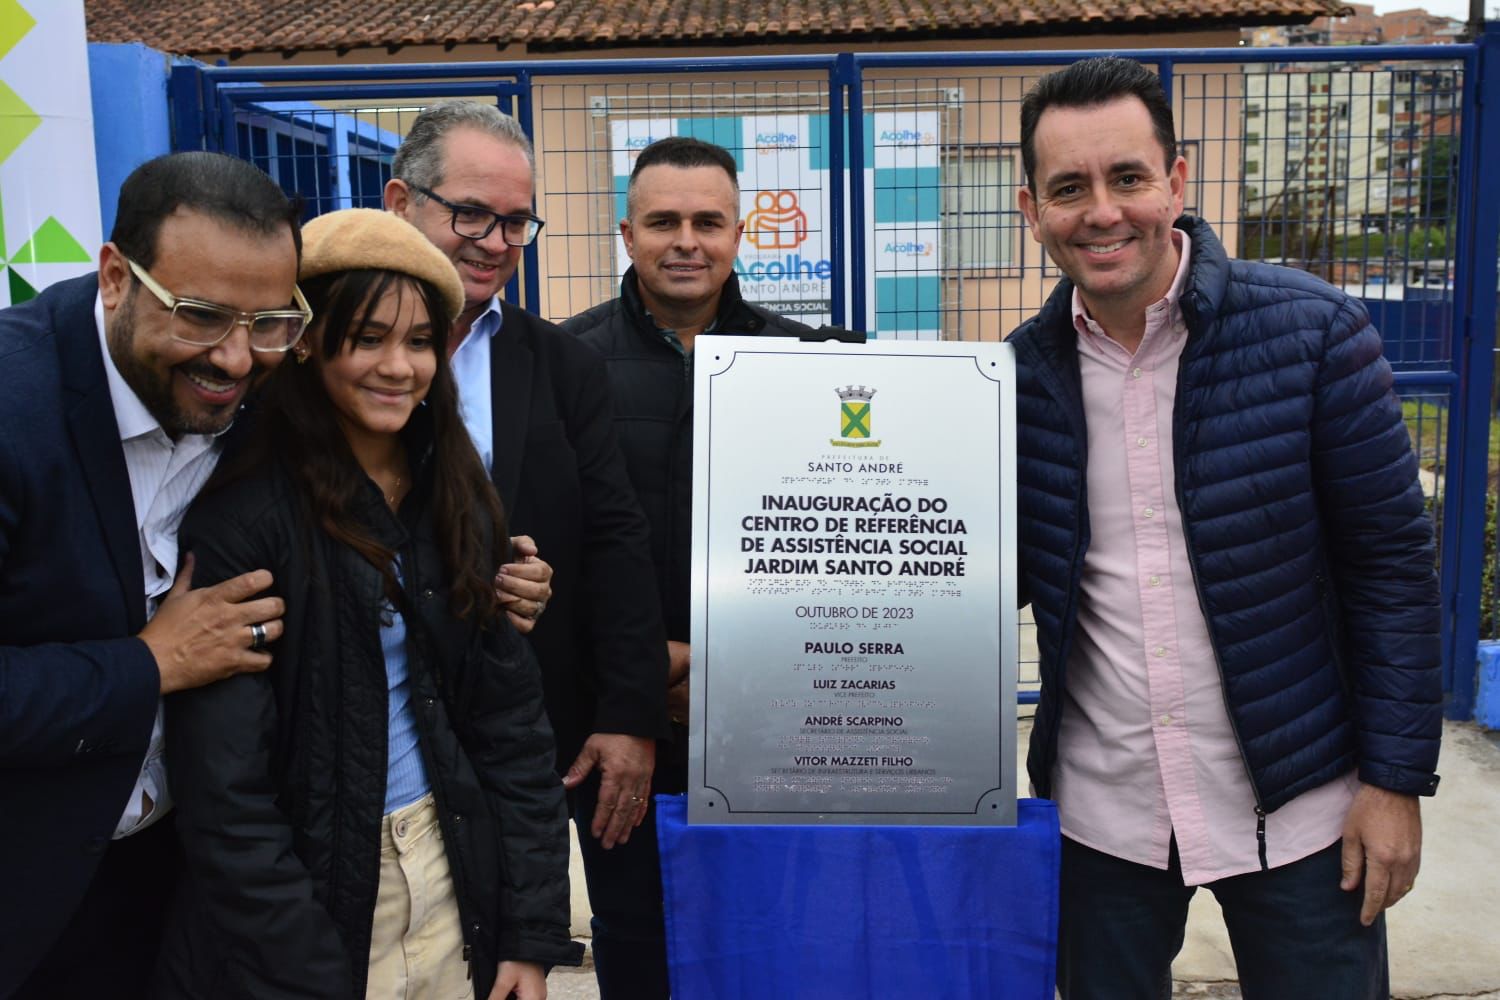 Acolhe
Acolhe
Acolhe
PROGRAMA
Acolhe
SANTO ANDRÉ
Acolhe
PREFEITURA DE
SANTO ANDRÉ
INAUGURAÇÃO DO
CENTRO DE REFERÊNCIA
DE ASSISTÊNCIA SOCIAL
JARDIM SANTO ANDRÉ
OUTUBRO DE 2023
PAULO SERRA
PREFEITO
LUIZ ZACARIAS
VICE PREFEITO
ANDRÉ SCARPINO
SECRETÁRIO DE ASSISTÊNCIA SOCIAL
VITOR MAZZETI FILHO
SECRETÁRIO DE INFRAESTRUTURA E SERVIÇOS URBANOS